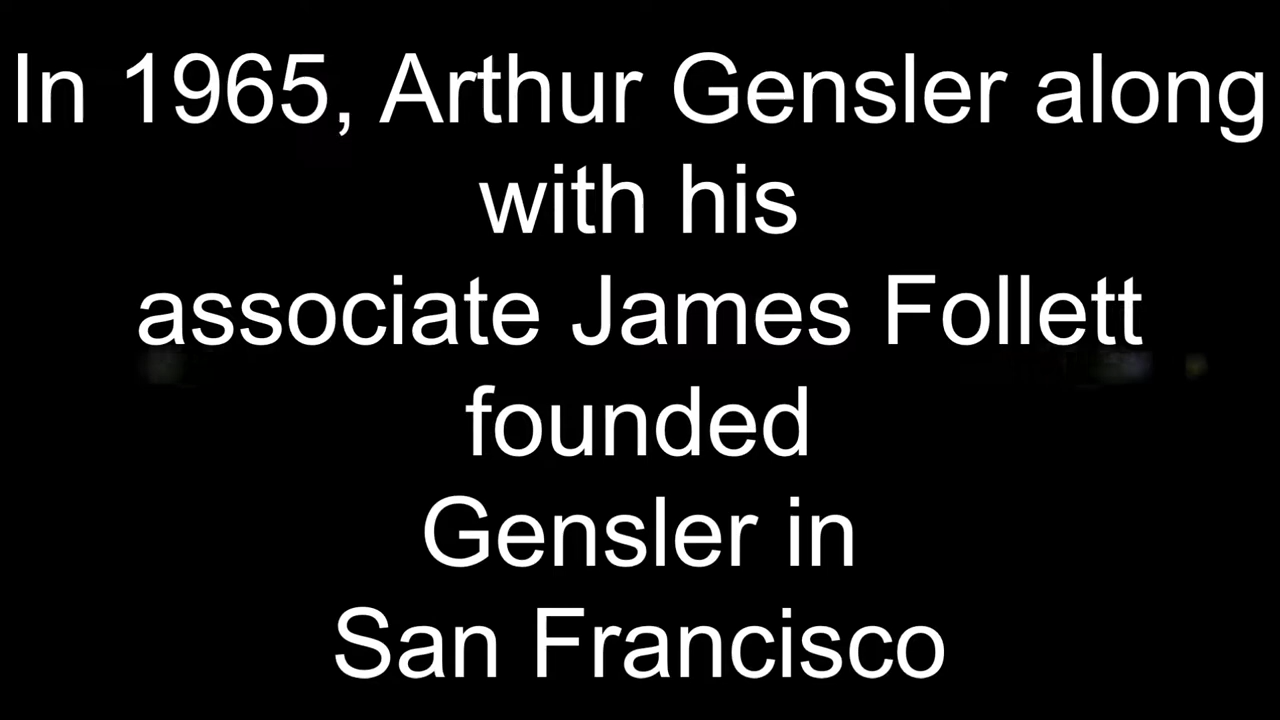 In 1965, Arthur Gensler along
with his
associate James Follett
founded
Gensler in
San Francisco